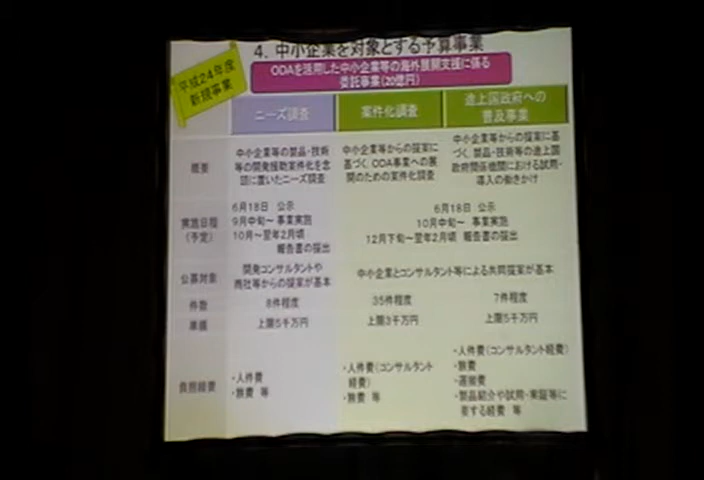 4. 中小企業を対象とする予算事業
平成24年度
新規事業
ODAを活用した中小企業等の海外展開支援に係る
委託事業(20億円)
ニーズ調査
案件化調査
途上国政府への
普及事業
概要
中小企業等の製品・技術
等の開発援助案件化を念
頭に置いたニーズ調査
中小企業等からの提案に
基づく、ODA事業への展
開のための案件化調査
中小企業等からの提案に基
づく、製品・技術等の途上国
政府関係機関における試用・
導入の働きかけ
実施日程
(予定)
6月18日 公示
9月中旬～ 事業実施
10月～翌年2月頃
報告書の提出
6月18日 公示
10月中旬～ 事業実施
12月下旬～翌年2月頃 報告書の提出
公募対象
開発コンサルタントや
商社等からの提案が基本
中小企業とコンサルタント等による共同提案が基本
件数
8件程度
35件程度
7件程度
単価
上限5千万円
上限3千万円
上限5千万円
負担経費
・人件費
・旅費 等
・人件費(コンサルタント
経費)
・旅費 等
・人件費(コンサルタント経費)
・旅費
・運搬費
・製品紹介や試用・実証等に
要する経費 等